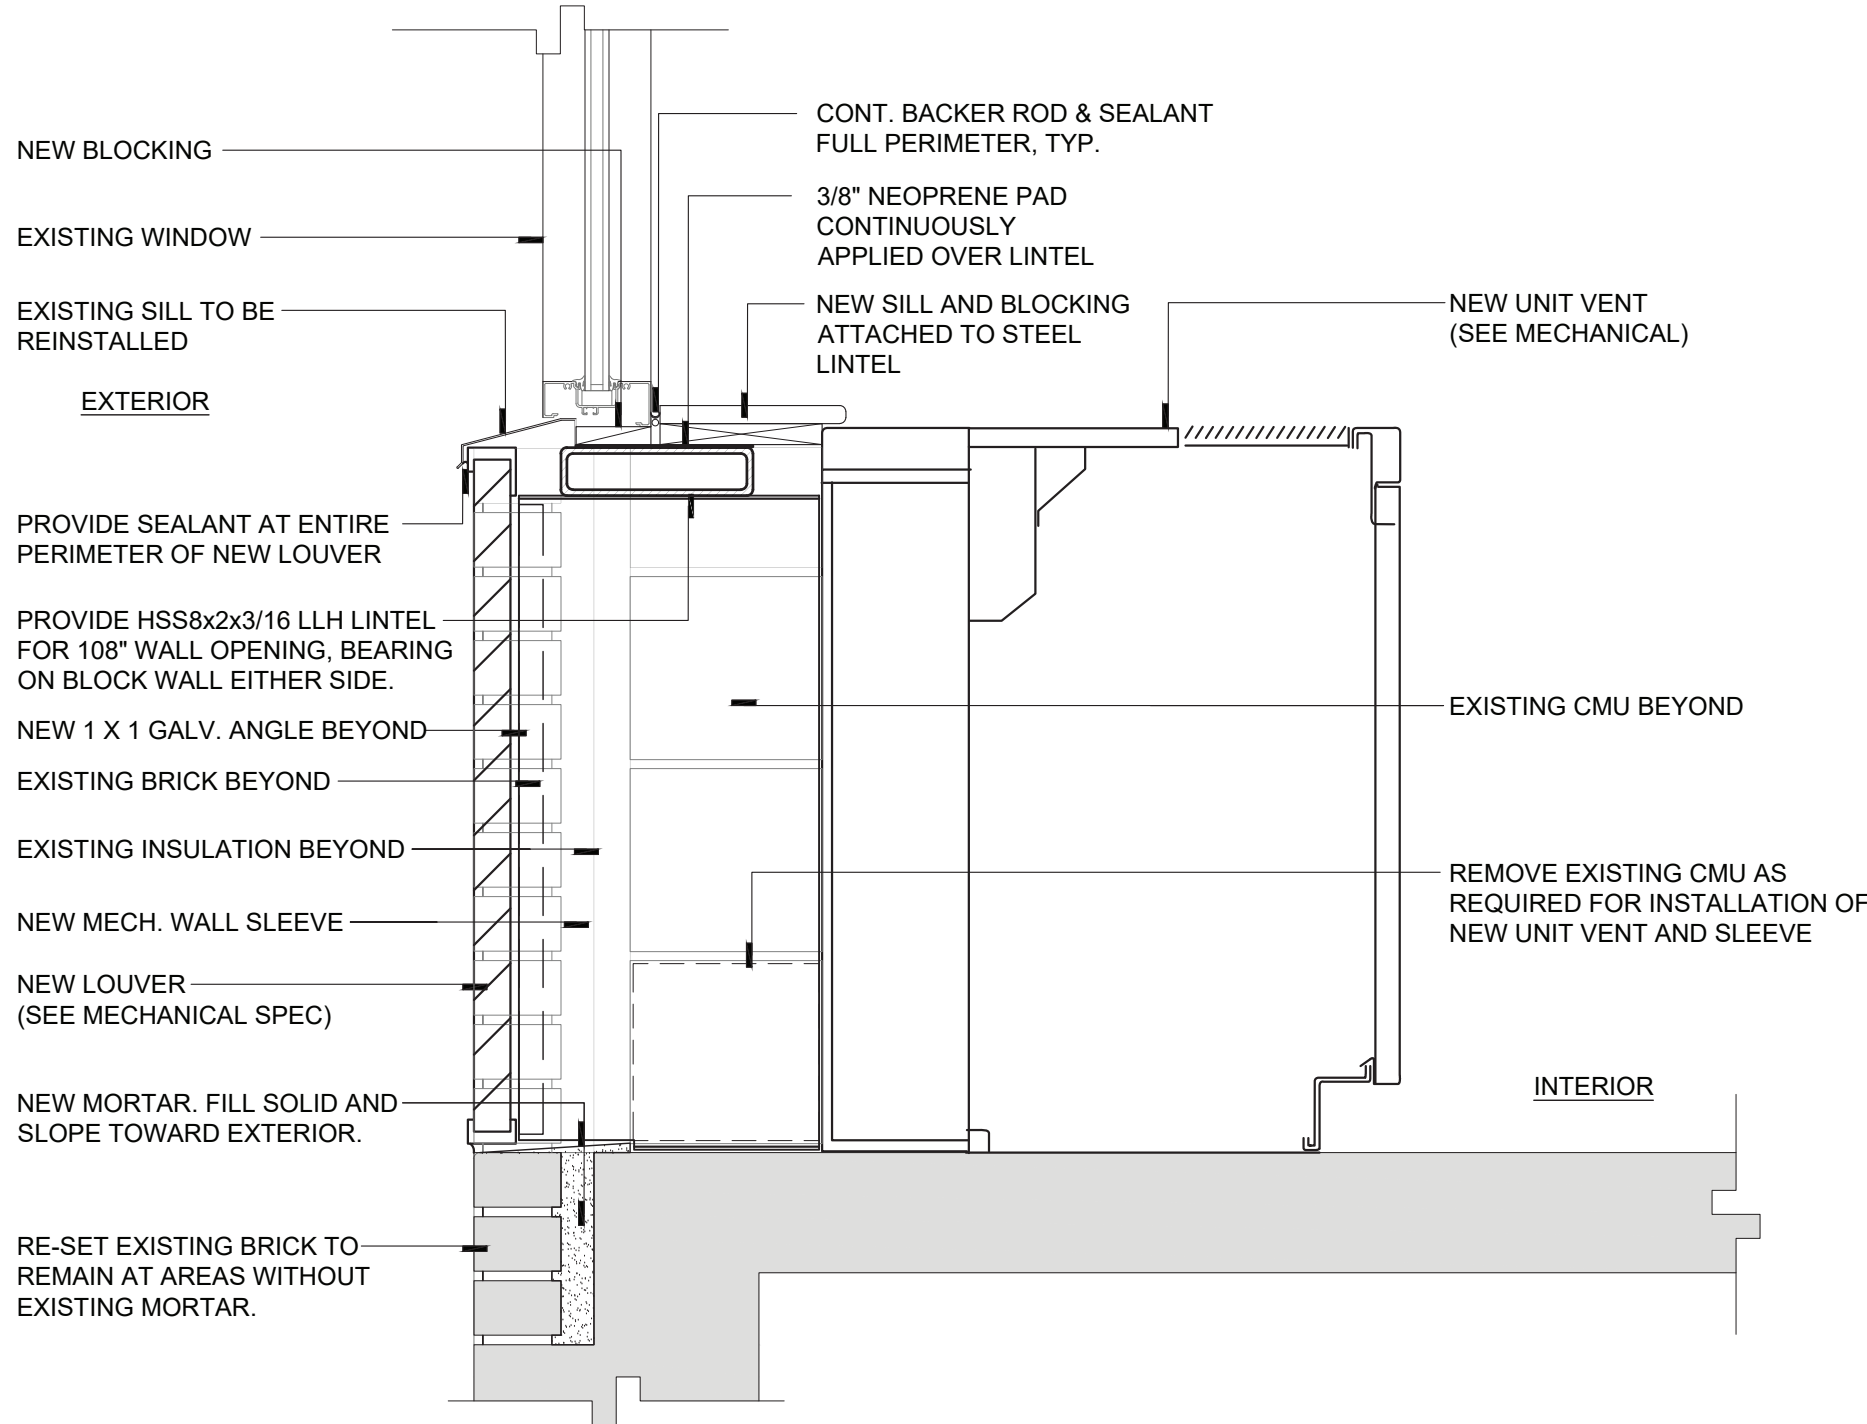 NEW BLOCKING
EXISTING WINDOW
EXISTING SILL TO BE
REINSTALLED
EXTERIOR
PROVIDE SEALANT AT ENTIRE
PERIMETER OF NEW LOUVER
PROVIDE HSS8x2x3/16 LLH LINTEL
FOR 108" WALL OPENING, BEARING
ON BLOCK WALL EITHER SIDE.
NEW 1 X 1 GALV. ANGLE BEYOND
EXISTING BRICK BEYOND
EXISTING INSULATION BEYOND
NEW MECH. WALL SLEEVE
NEW LOUVER
(SEE MECHANICAL SPEC)
NEW MORTAR. FILL SOLID AND
SLOPE TOWARD EXTERIOR.
RE-SET EXISTING BRICK TO
REMAIN AT AREAS WITHOUT
EXISTING MORTAR.
CONT. BACKER ROD & SEALANT
FULL PERIMETER, TYP.
3/8" NEOPRENE PAD
CONTINUOUSLY
APPLIED OVER LINTEL
NEW SILL AND BLOCKING
ATTACHED TO STEEL
LINTEL
NEW UNIT VENT
(SEE MECHANICAL)
EXISTING CMU BEYOND
REMOVE EXISTING CMU AS
REQUIRED FOR INSTALLATION OF
NEW UNIT VENT AND SLEEVE
INTERIOR